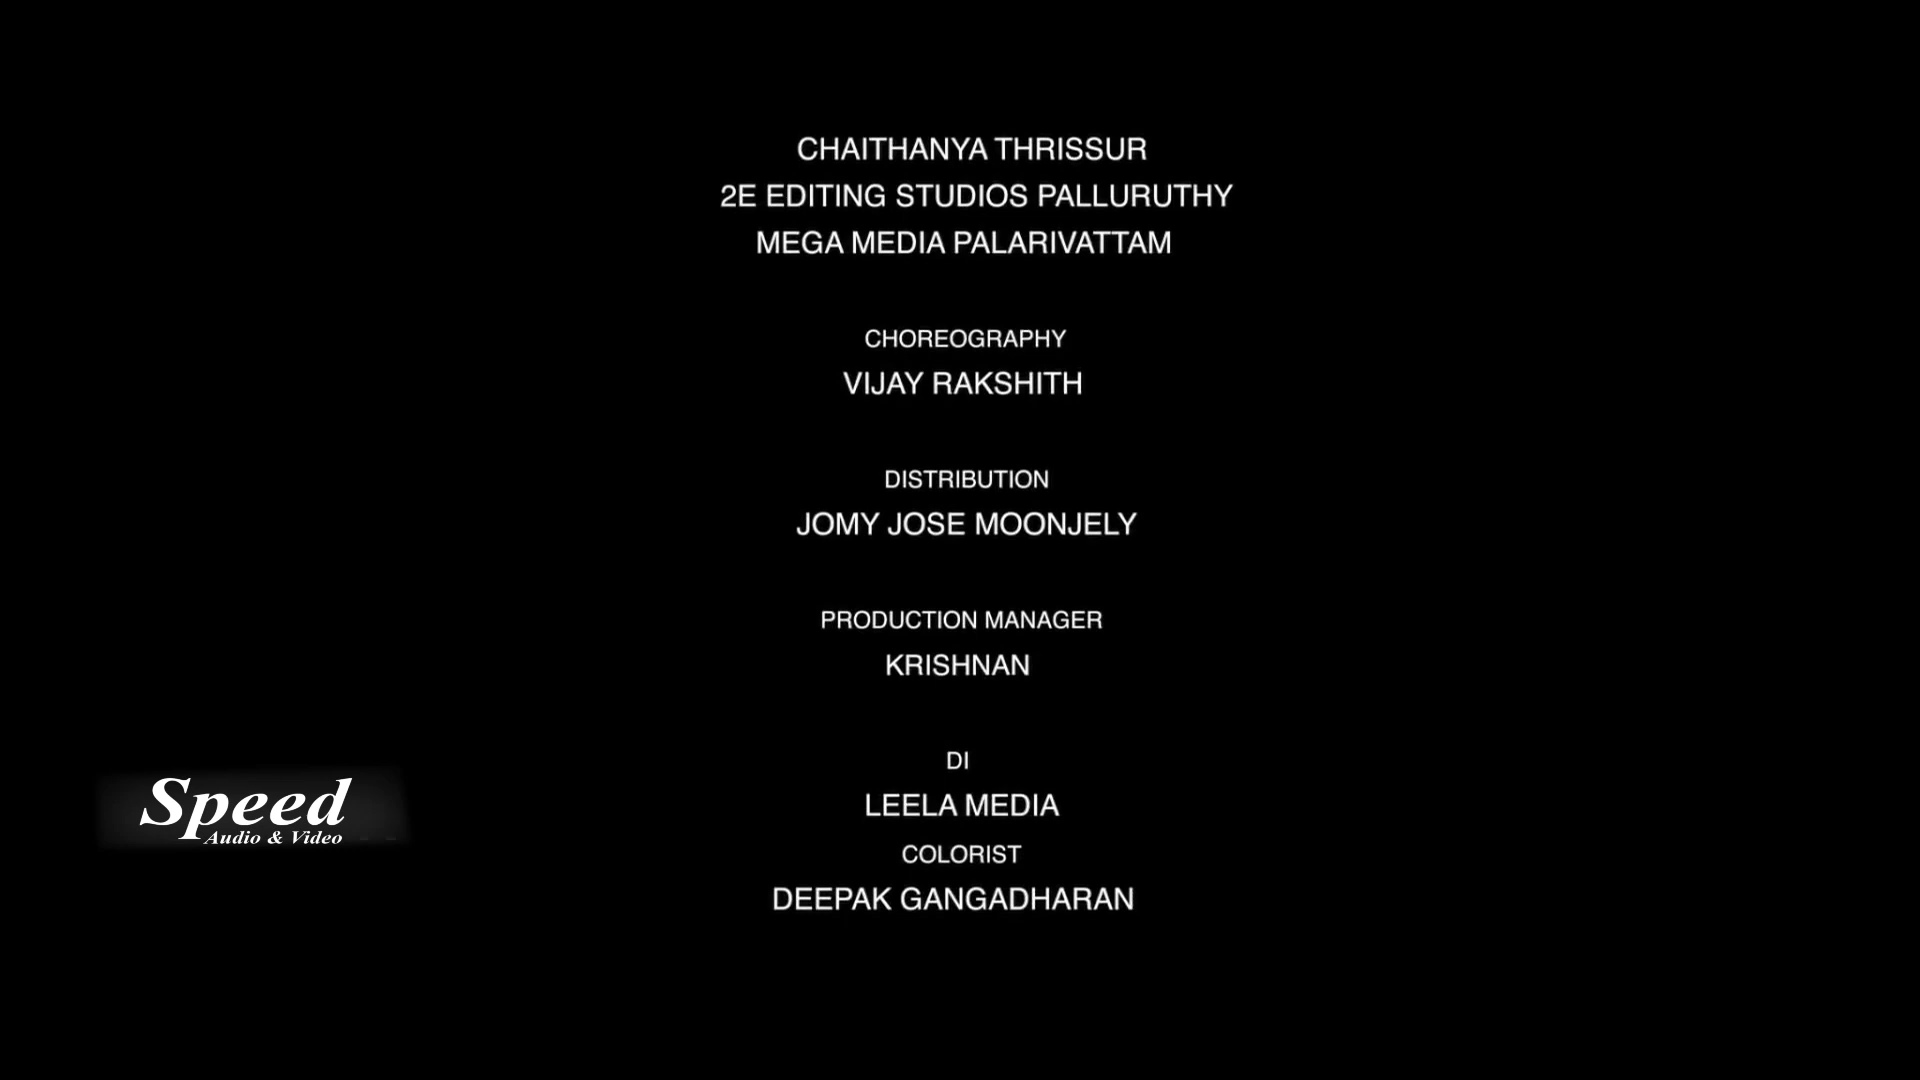 CHAITHANYA THRISSUR
2E EDITING STUDIOS PALLURUTHY
MEGA MEDIA PALARIVATTAM
CHOREOGRAPHY
VIJAY RAKSHITH
DISTRIBUTION
JOMY JOSE MOONJELY
PRODUCTION MANAGER
KRISHNAN
DI
LEELA MEDIA
COLORIST
DEEPAK GANGADHARAN
Speed
Audio & Video